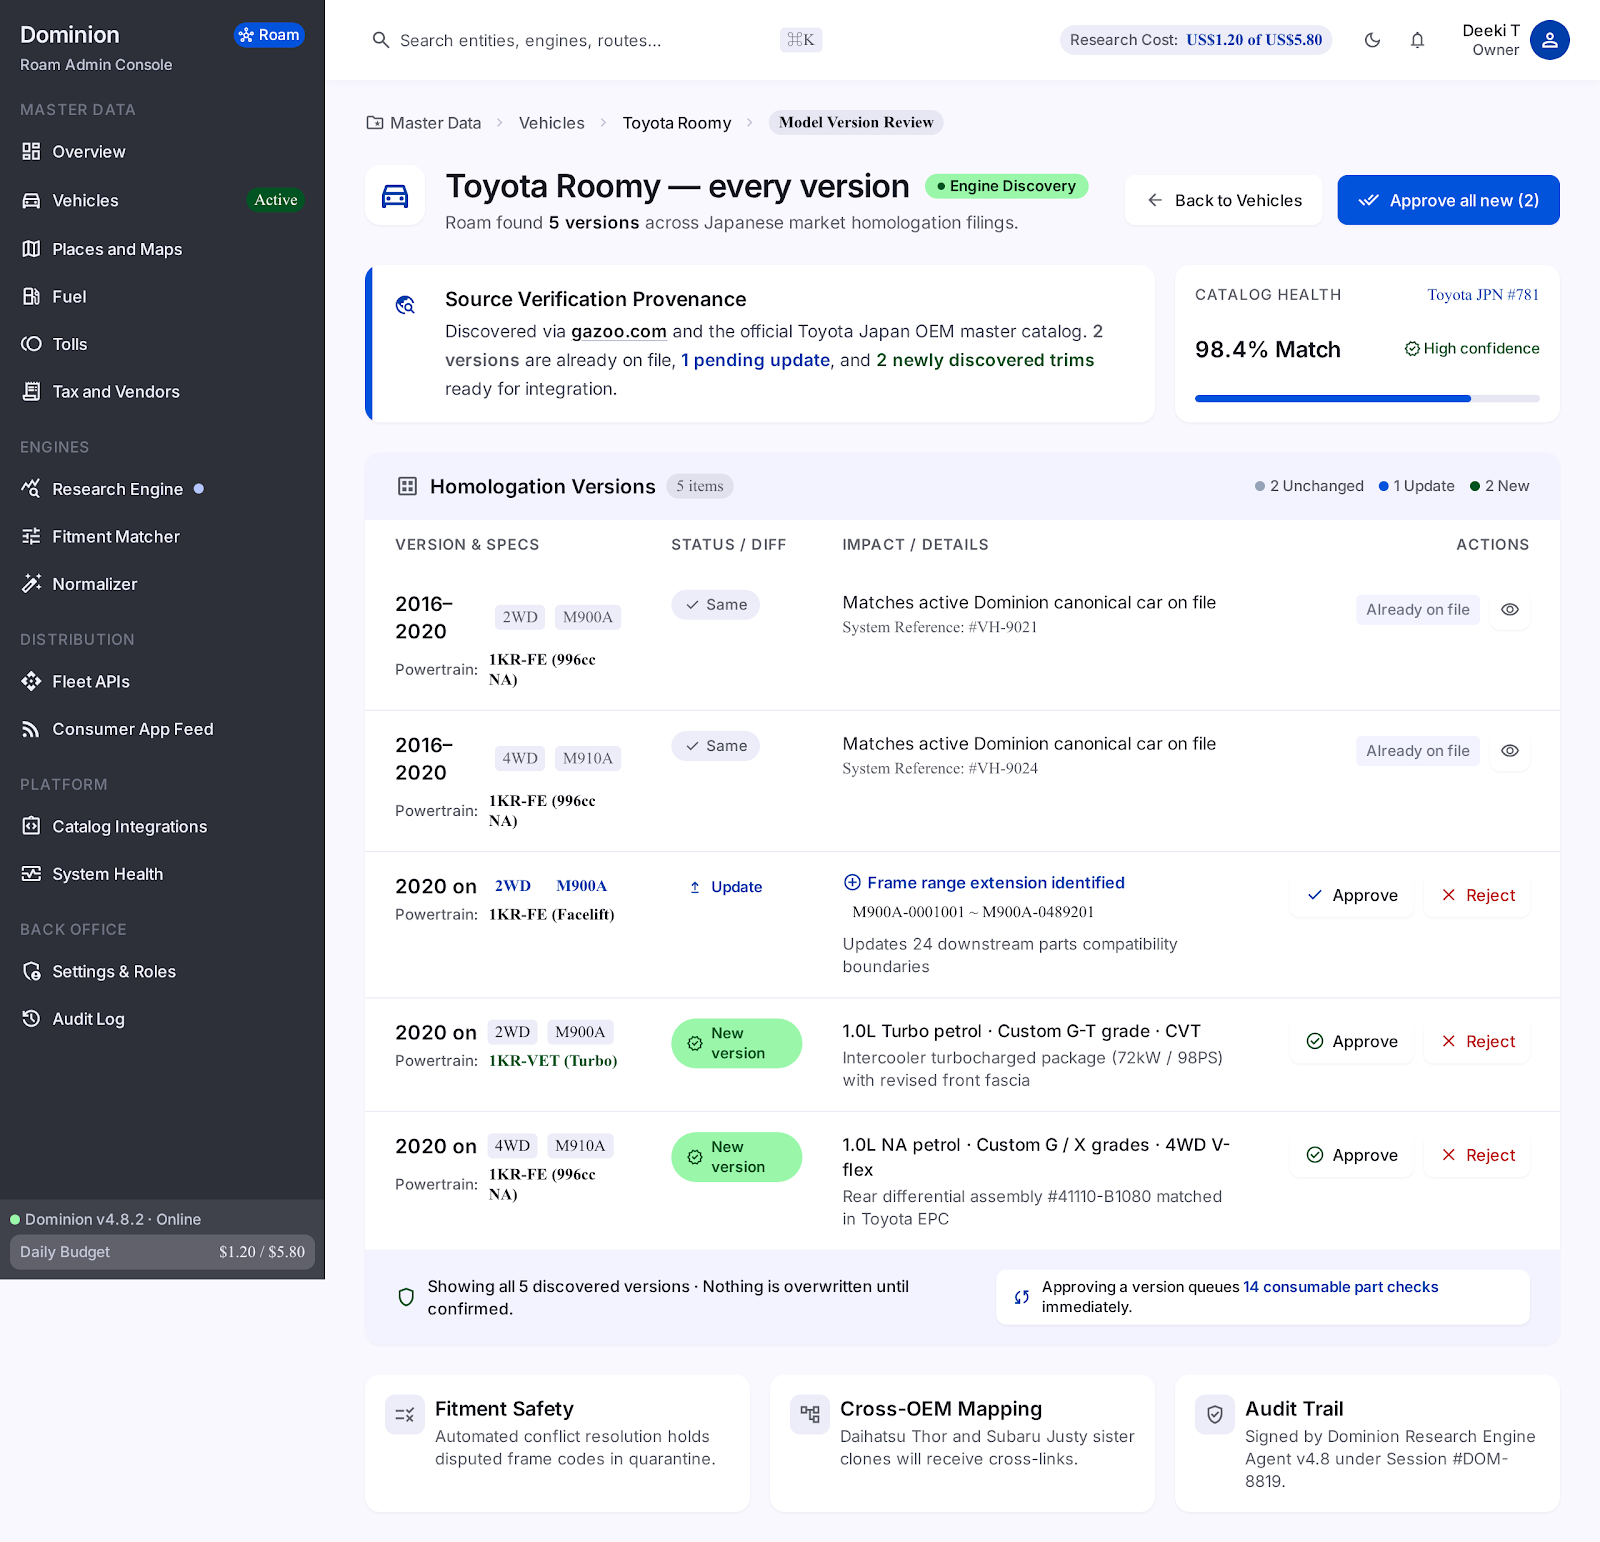 Dominion
Roam
Roam Admin Console
MASTER DATA
Overview
Vehicles
Active
Places and Maps
Fuel
Tolls
Tax and Vendors
ENGINES
Research Engine
Fitment Matcher
Normalizer
DISTRIBUTION
Fleet APIs
Consumer App Feed
PLATFORM
Catalog Integrations
System Health
BACK OFFICE
Settings & Roles
Audit Log
Dominion v4.8.2 · Online
Daily Budget
$1.20 / $5.80
Search entities, engines, routes...
⌘K
Research Cost: US$1.20 of US$5.80
Deeki T
Owner
Master Data
Vehicles
Toyota Roomy
Model Version Review
Toyota Roomy — every version
Engine Discovery
Roam found 5 versions across Japanese market homologation filings.
Back to Vehicles
Approve all new (2)
Source Verification Provenance
Discovered via gazoo.com and the official Toyota Japan OEM master catalog. 2
versions are already on file, 1 pending update, and 2 newly discovered trims
ready for integration.
CATALOG HEALTH
Toyota JPN #781
98.4% Match
High confidence
Homologation Versions
5 items
2 Unchanged
1 Update
2 New
VERSION & SPECS
STATUS / DIFF
IMPACT / DETAILS
ACTIONS
2016–
2020
2WD
M900A
Powertrain:
1KR-FE (996cc
NA)
Same
Matches active Dominion canonical car on file
System Reference: #VH-9021
Already on file
2016–
2020
4WD
M910A
Powertrain:
1KR-FE (996cc
NA)
Same
Matches active Dominion canonical car on file
System Reference: #VH-9024
Already on file
2020 on
2WD
M900A
Powertrain:
1KR-FE (Facelift)
Update
Frame range extension identified
M900A-0001001 ~ M900A-0489201
Updates 24 downstream parts compatibility
boundaries
Approve
Reject
2020 on
2WD
M900A
Powertrain:
1KR-VET (Turbo)
New
version
1.0L Turbo petrol · Custom G-T grade · CVT
Intercooler turbocharged package (72kW / 98PS)
with revised front fascia
Approve
Reject
2020 on
4WD
M910A
Powertrain:
1KR-FE (996cc
NA)
New
version
1.0L NA petrol · Custom G / X grades · 4WD V-
flex
Rear differential assembly #41110-B1080 matched
in Toyota EPC
Approve
Reject
Showing all 5 discovered versions · Nothing is overwritten until
confirmed.
Approving a version queues 14 consumable part checks
immediately.
Fitment Safety
Automated conflict resolution holds
disputed frame codes in quarantine.
Cross-OEM Mapping
Daihatsu Thor and Subaru Justy sister
clones will receive cross-links.
Audit Trail
Signed by Dominion Research Engine
Agent v4.8 under Session #DOM-
8819.